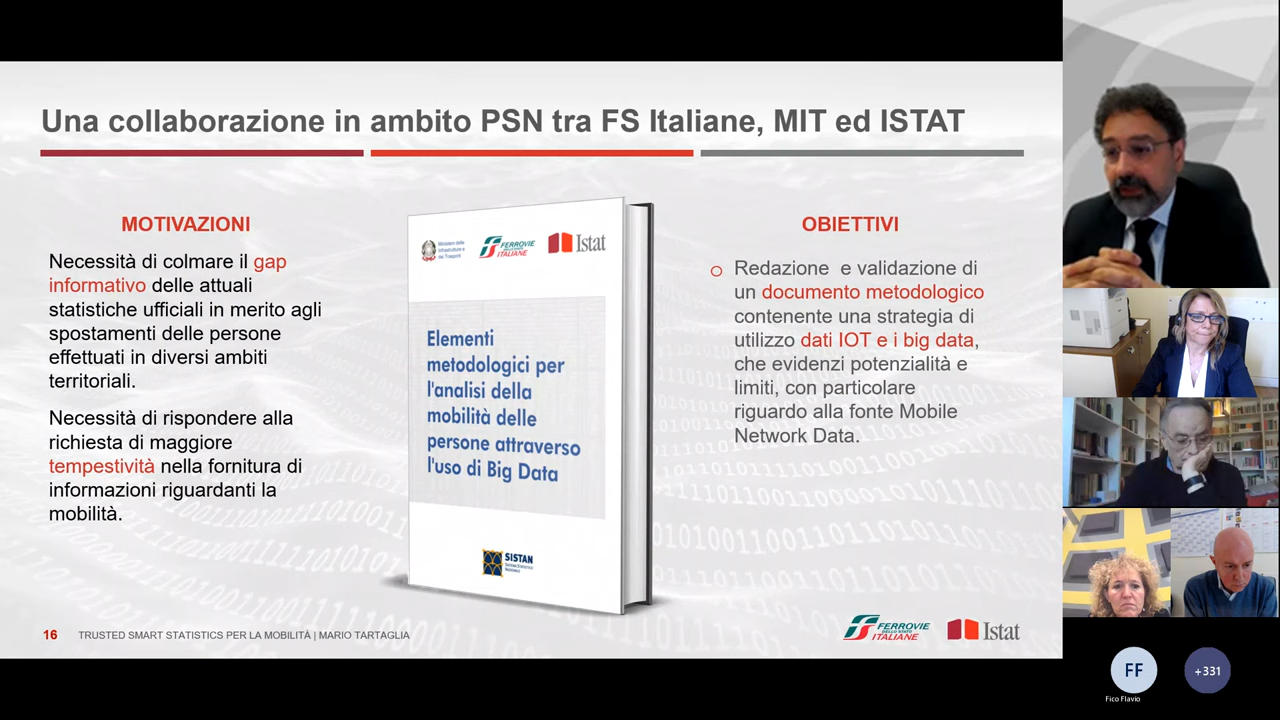 Una collaborazione in ambito PSN tra FS Italiane, MIT ed ISTAT
MOTIVAZIONI
Necessità di colmare il gap
informativo delle attuali
statistiche ufficiali in merito agli
spostamenti delle persone
effettuati in diversi ambiti
territoriali.
Necessità di rispondere alla
richiesta di maggiore
tempestività nella fornitura di
informazioni riguardanti la
mobilità.
Ministero delle
Infrastrutture e
dei Trasporti
FERROVIE
DELLO STATO
ITALIANE
Istat
Elementi
metodologici per
l'analisi della
mobilità delle
persone attraverso
l'uso di Big Data
SISTAN
SISTEMA STATISTICO
NAZIONALE
OBIETTIVI
Redazione e validazione di
un documento metodologico
contenente una strategia di
utilizzo dati IOT e i big data,
che evidenzi potenzialità e
limiti, con particolare
riguardo alla fonte Mobile
Network Data.
16 TRUSTED SMART STATISTICS PER LA MOBILITÀ | MARIO TARTAGLIA
FERROVIE
DELLO STATO
ITALIANE
Istat
FF
Fico Flavio
+331